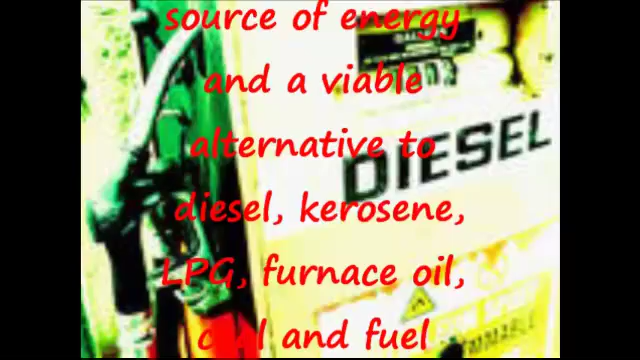 source of energy
and a viable
alternative to
DIESEL
diesel, kerosene,
LPG, furnace oil,
and fuel